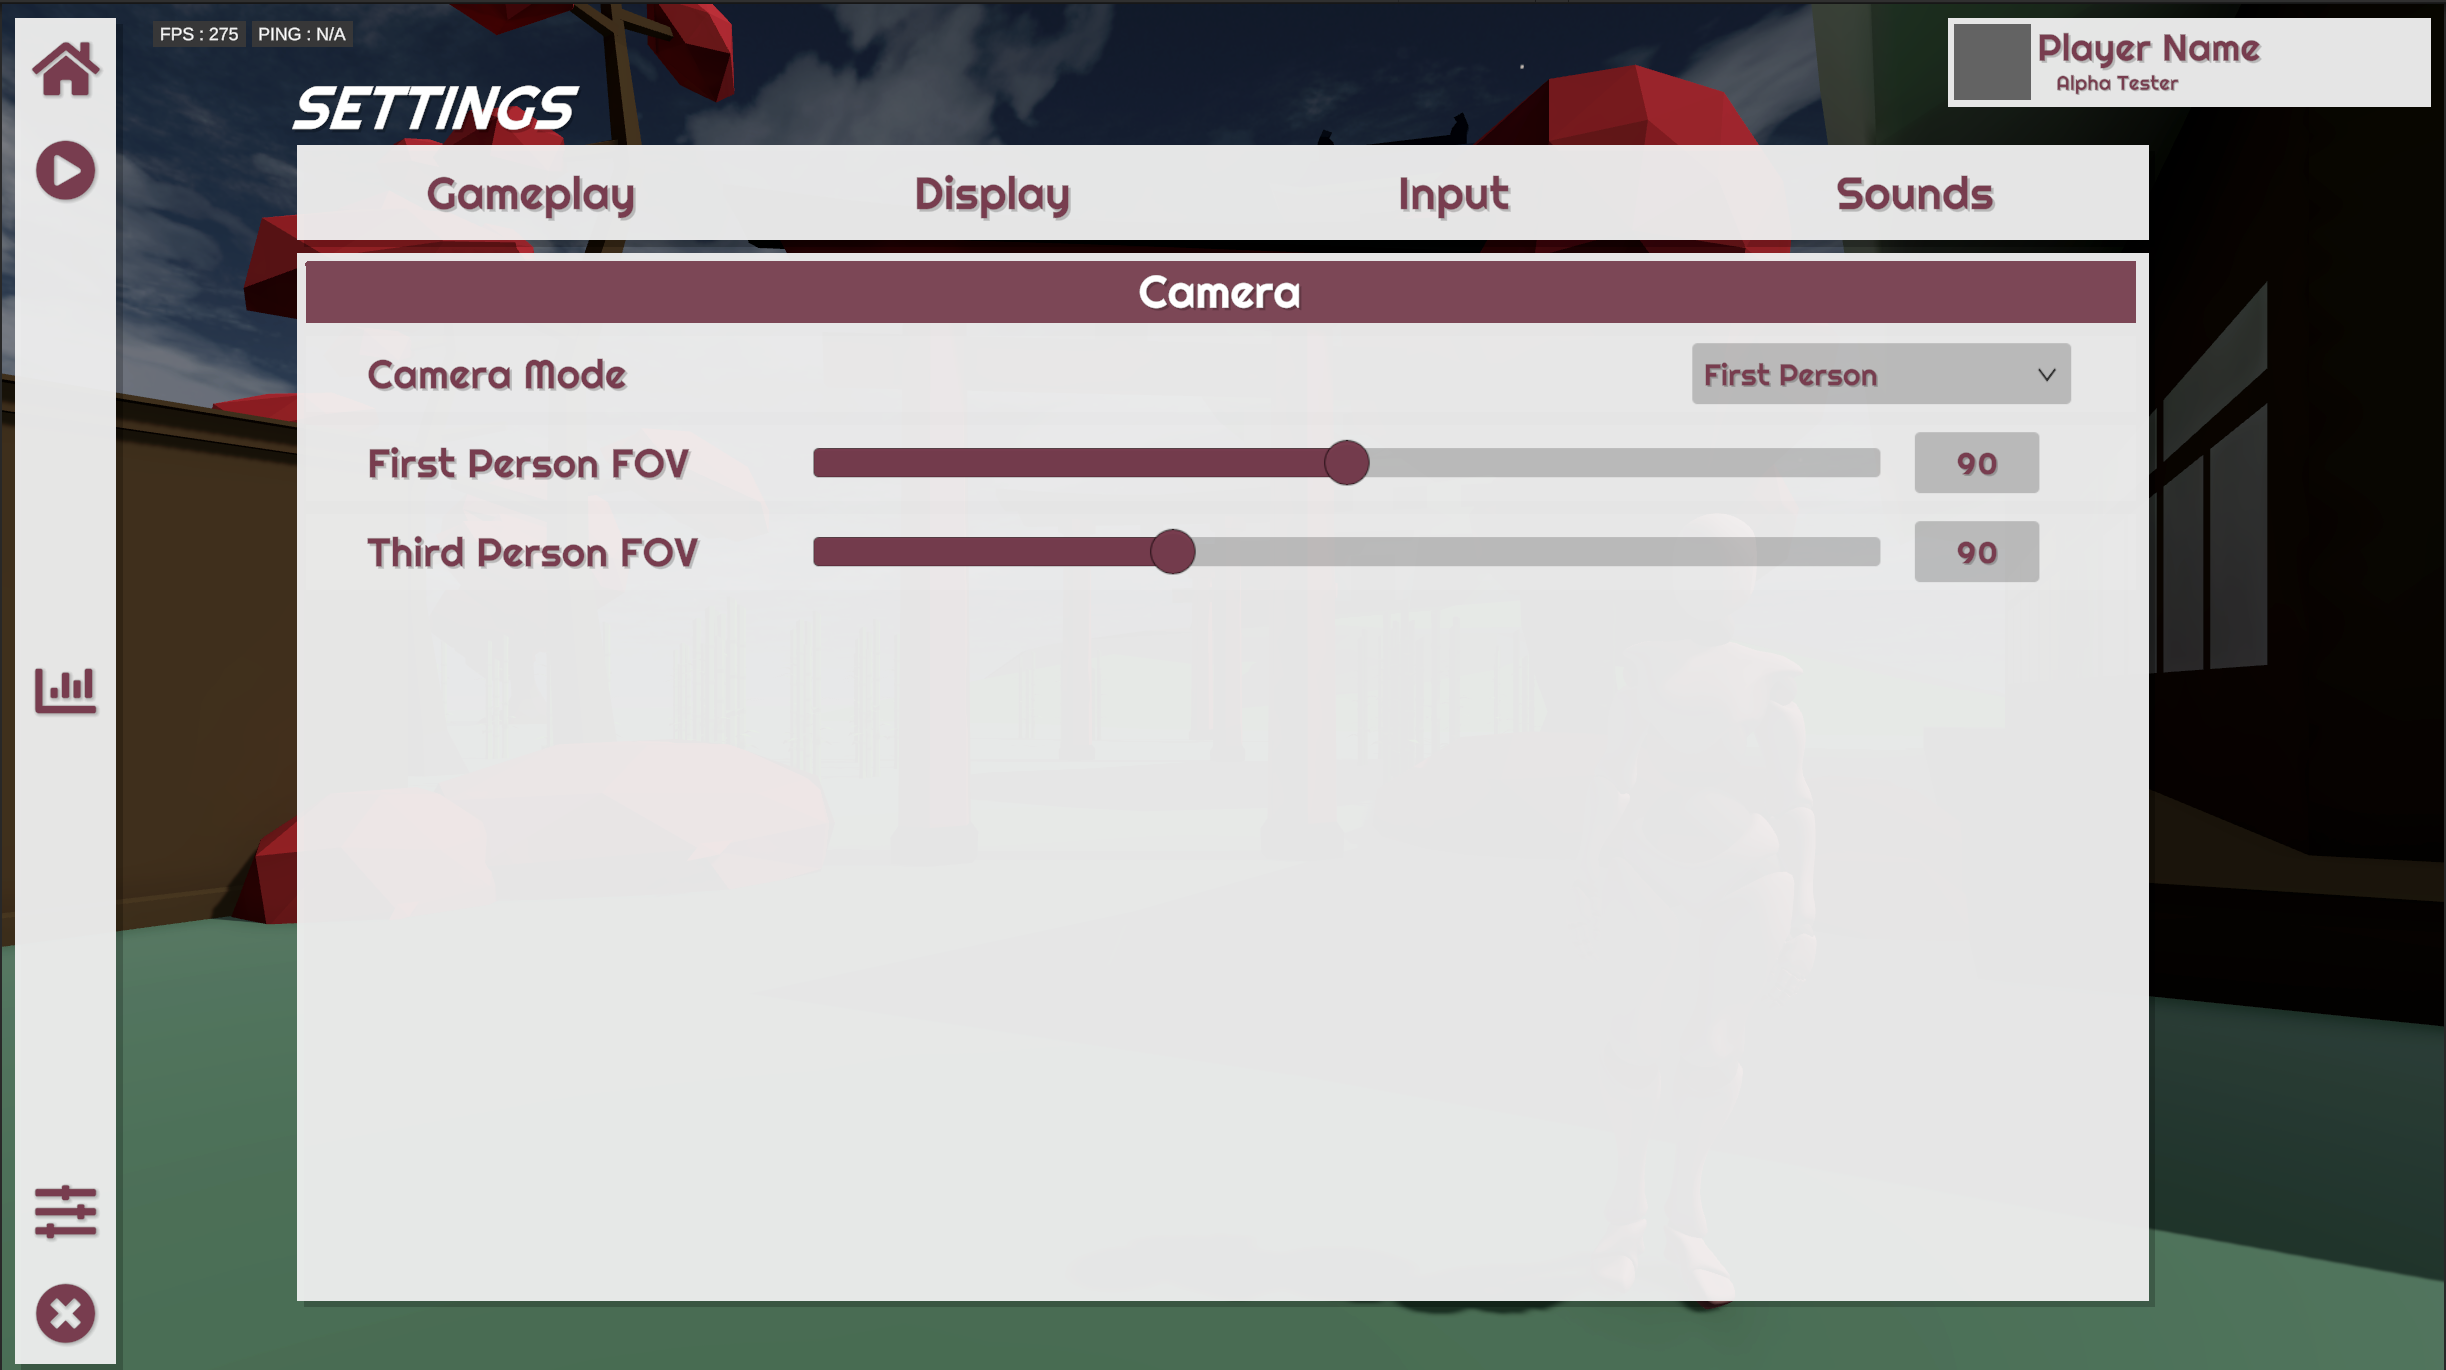 FPS : 275 PING : N/A
Player Name
Alpha Tester
SETTINGS
Gameplay Display Input Sounds
Camera
Camera Mode First Person
First Person FOV 90
Third Person FOV 90